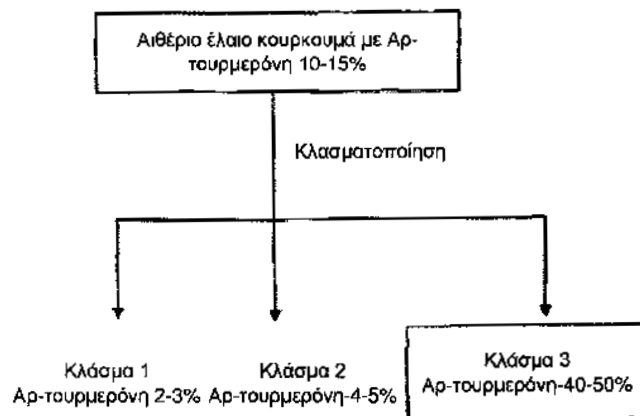 Αιθέριο έλαιο κουρκουμά με Αρ-
τουρμερόνη 10-15%
Κλασματοποίηση
Κλάσμα 1
Αρ-τουρμερόνη 2-3%
Κλάσμα 2
Αρ-τουρμερόνη-4-5%
Κλάσμα 3
Αρ-τουρμερόνη-40-50%